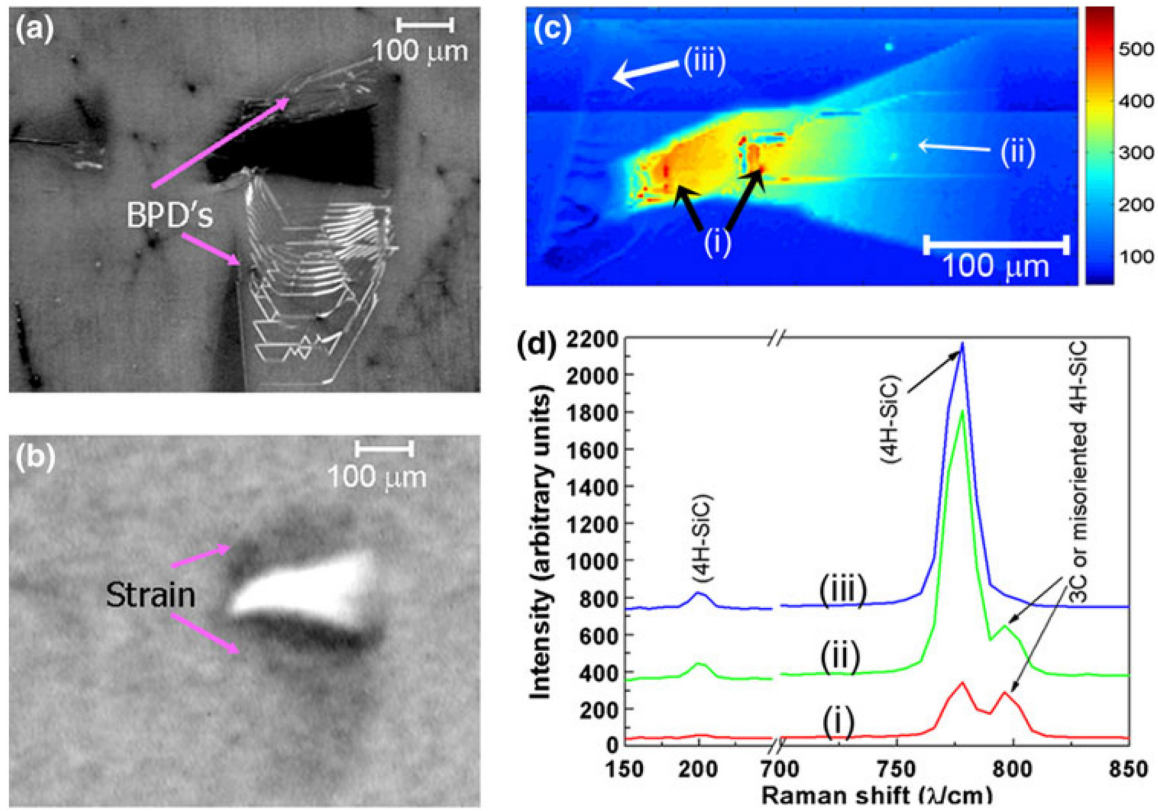 (a)
100 μm
BPD's
(b)
100 μm
Strain
(c)
(iii)
(ii)
(i)
100 μm
500
400
300
200
100
(d)
2200
2000
1800
1600
1400
1200
1000
800
600
400
200
0
Intensity (arbitrary units)
(4H-SiC)
(4H-SiC)
3C or misoriented 4H-SiC
(iii)
(ii)
(i)
150 200 700 750 800 850
Raman shift (λ/cm)